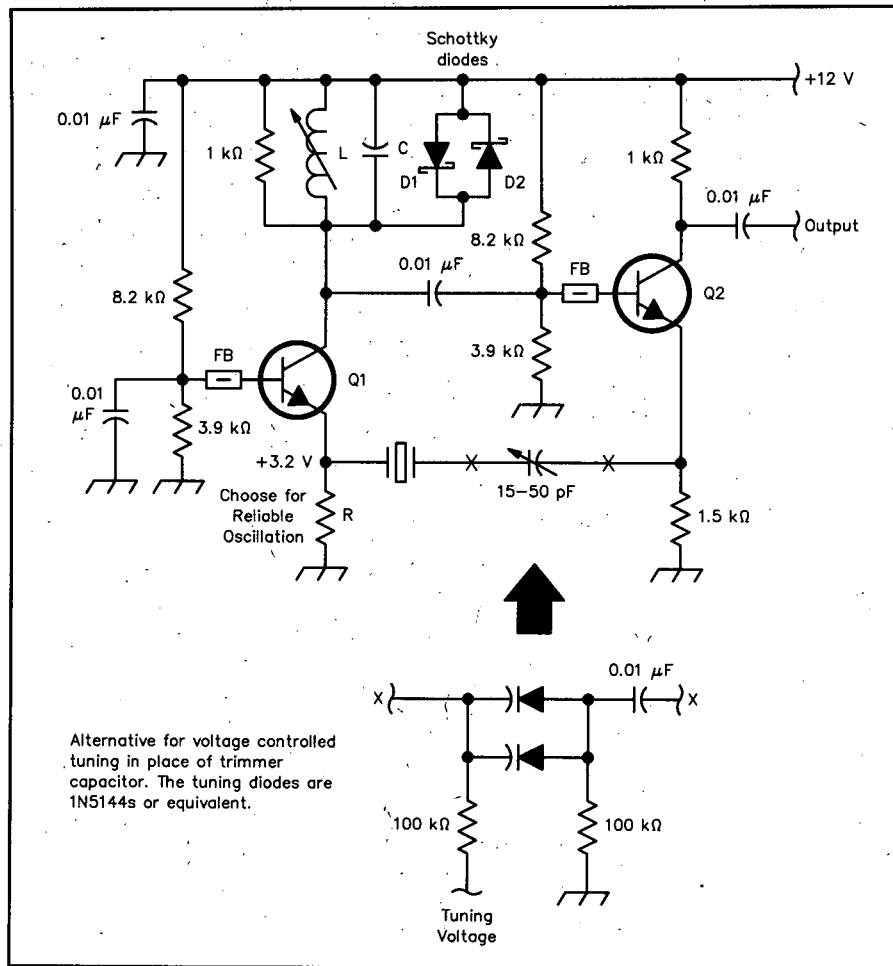 Schottky
diodes
+12 V
0.01 µF
1 kΩ
L
C
D1
D2
1 kΩ
0.01
µF
Output
8.2 kΩ
8.2 kΩ
0.01 µF
FB
Q2
3.9 kΩ
FB
Q1
0.01
µF
3.9 kΩ
+3.2 V
X
X
15–50 pF
Choose for
Reliable
Oscillation
R
1.5 kΩ
0.01 µF
X
X
Alternative for voltage controlled
tuning in place of trimmer
capacitor. The tuning diodes are
1N5144s or equivalent.
100 kΩ
100 kΩ
Tuning
Voltage